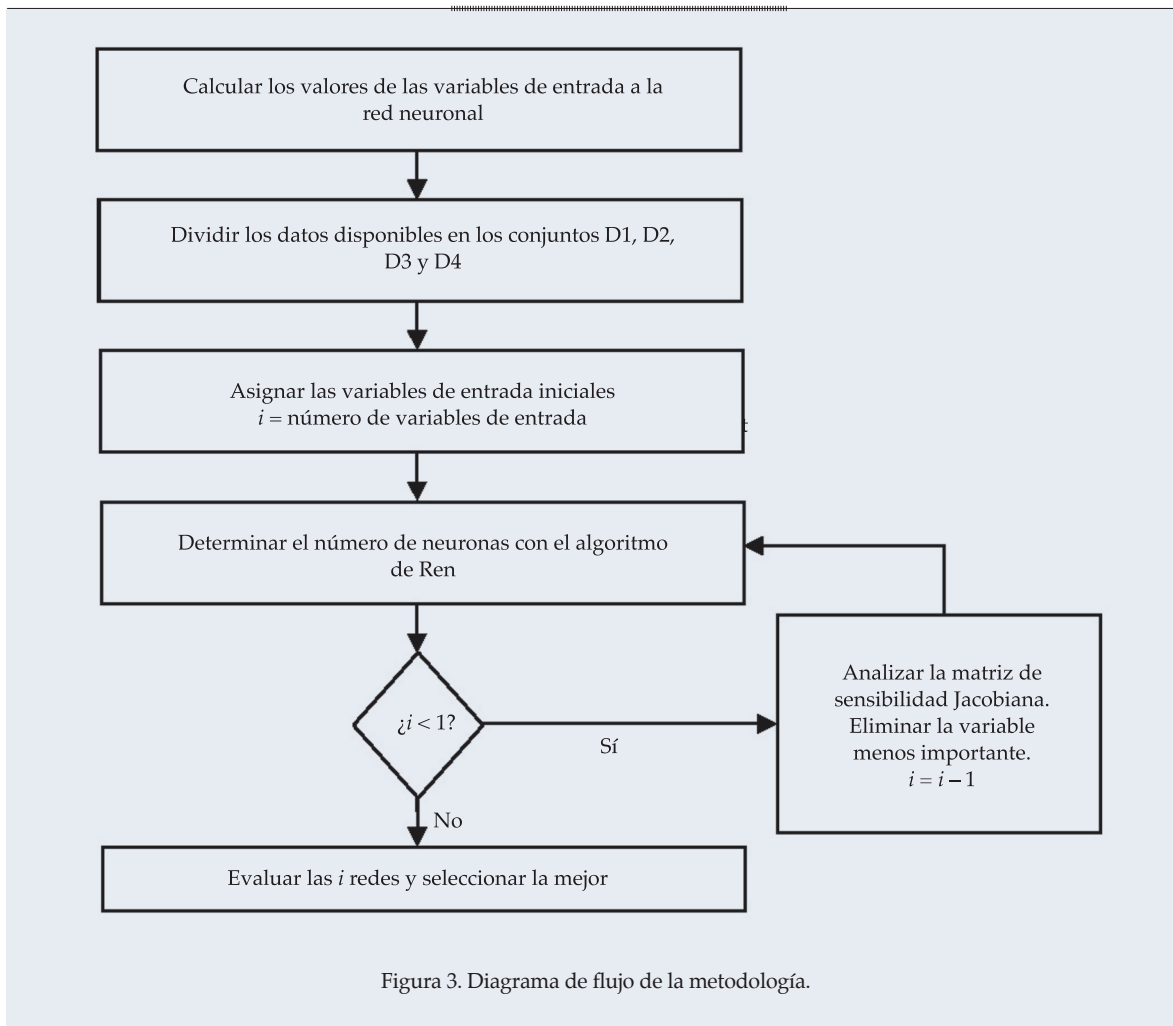 Calcular los valores de las variables de entrada a la
red neuronal
Dividir los datos disponibles en los conjuntos D1, D2,
D3 y D4
Asignar las variables de entrada iniciales
i = número de variables de entrada
Determinar el número de neuronas con el algoritmo
de Ren
¿i < 1?
Sí
Analizar la matriz de
sensibilidad Jacobiana.
Eliminar la variable
menos importante.
i = i – 1
No
Evaluar las i redes y seleccionar la mejor
Figura 3. Diagrama de flujo de la metodología.